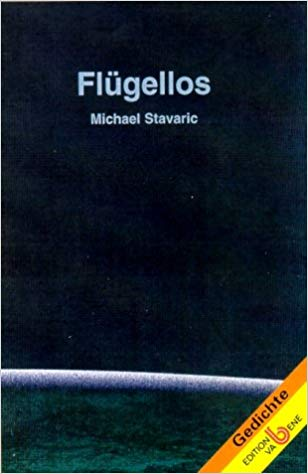 Flügellos
Michael Stavaric
Gedichte
EDITION
VA bENE